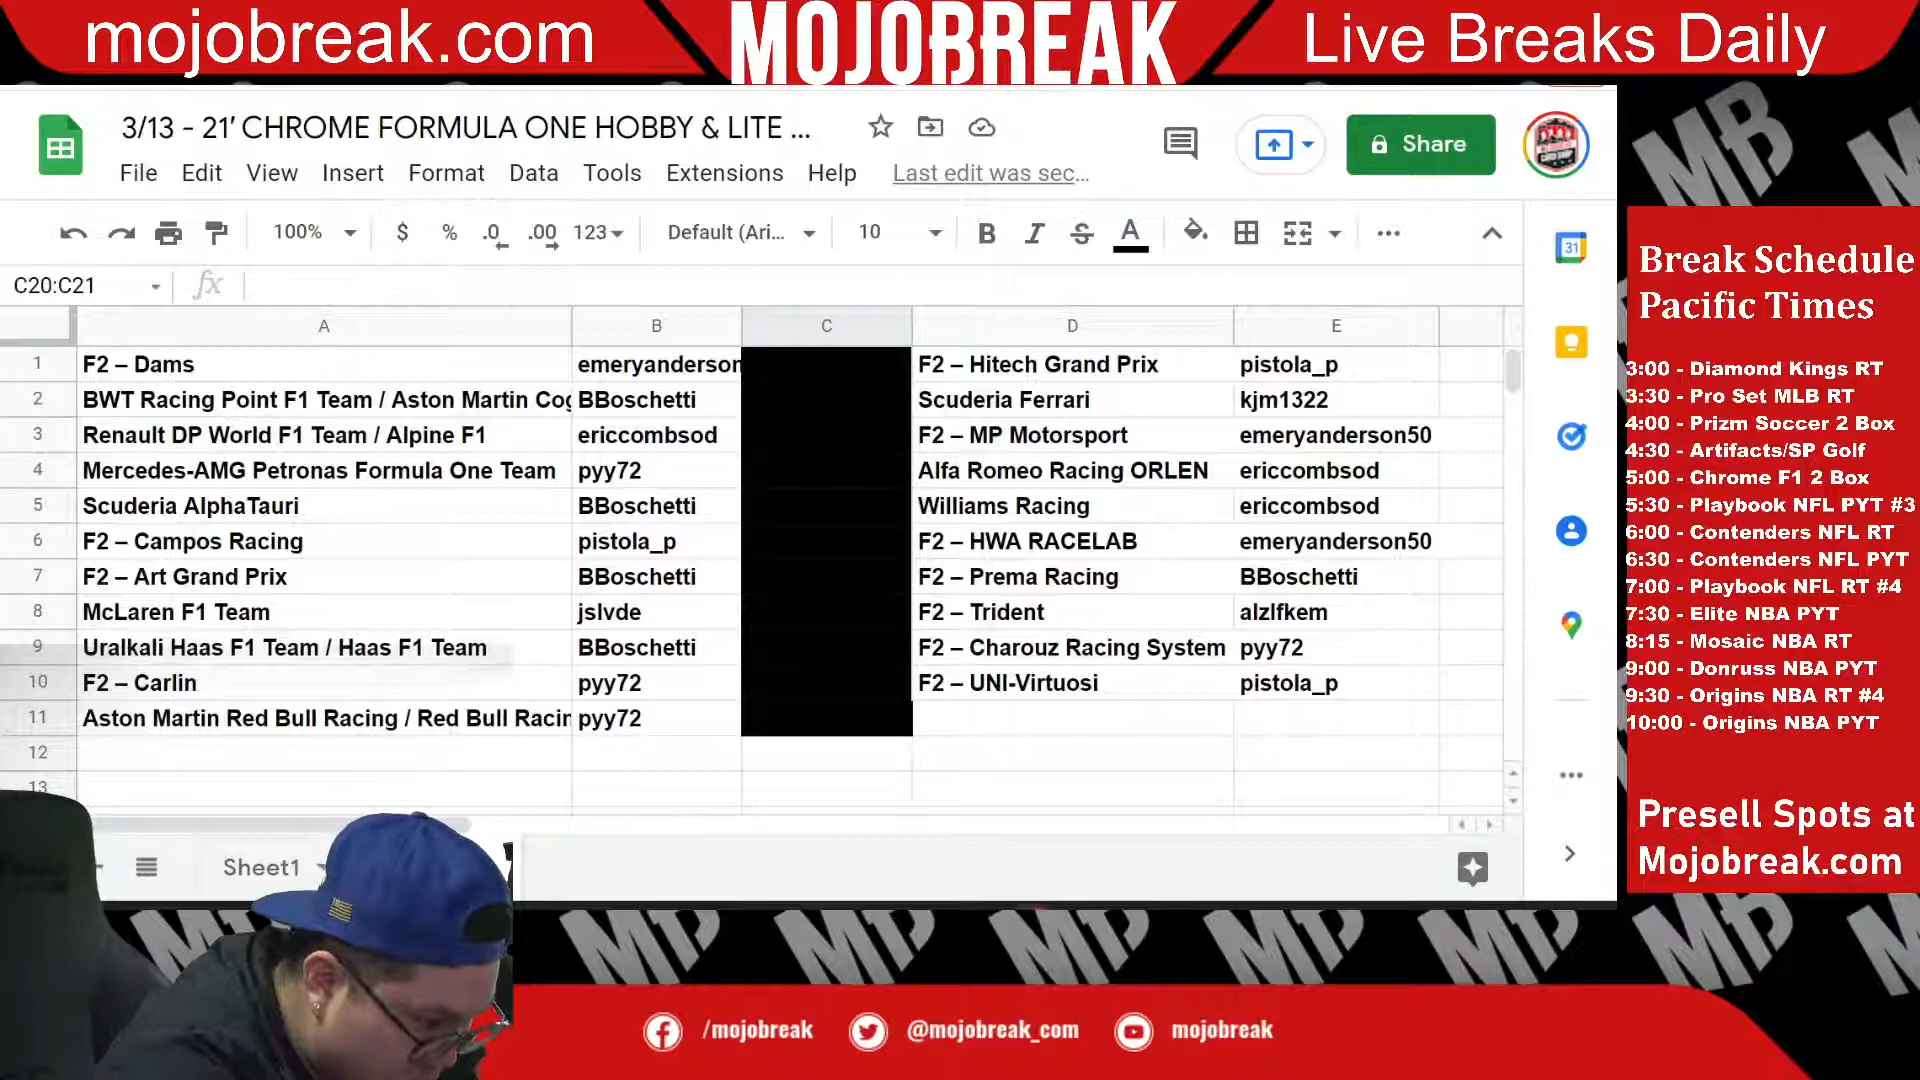 mojobreak.com
MOJOBREAK
Live Breaks Daily
3/13 - 21' CHROME FORMULA ONE HOBBY & LITE ...
File Edit View Insert Format Data Tools Extensions Help Last edit was sec...
Share
100% $ % .0 .00 123 Default (Ari... 10 B I S A
31
C20:C21 fx
A B C D E
1 F2 – Dams emeryanderson F2 – Hitech Grand Prix pistola_p
2 BWT Racing Point F1 Team / Aston Martin Cog BBoschetti Scuderia Ferrari kjm1322
3 Renault DP World F1 Team / Alpine F1 ericcombsod F2 – MP Motorsport emeryanderson50
4 Mercedes-AMG Petronas Formula One Team pyy72 Alfa Romeo Racing ORLEN ericcombsod
5 Scuderia AlphaTauri BBoschetti Williams Racing ericcombsod
6 F2 – Campos Racing pistola_p F2 – HWA RACELAB emeryanderson50
7 F2 – Art Grand Prix BBoschetti F2 – Prema Racing BBoschetti
8 McLaren F1 Team jslvde F2 – Trident alzlfkem
9 Uralkali Haas F1 Team / Haas F1 Team BBoschetti F2 – Charouz Racing System pyy72
10 F2 – Carlin pyy72 F2 – UNI-Virtuosi pistola_p
11 Aston Martin Red Bull Racing / Red Bull Racin pyy72
12
13
Sheet1
Break Schedule
Pacific Times
3:00 - Diamond Kings RT
3:30 - Pro Set MLB RT
4:00 - Prizm Soccer 2 Box
4:30 - Artifacts/SP Golf
5:00 - Chrome F1 2 Box
5:30 - Playbook NFL PYT #3
6:00 - Contenders NFL RT
6:30 - Contenders NFL PYT
7:00 - Playbook NFL RT #4
7:30 - Elite NBA PYT
8:15 - Mosaic NBA RT
9:00 - Donruss NBA PYT
9:30 - Origins NBA RT #4
10:00 - Origins NBA PYT
Presell Spots at
Mojobreak.com
/mojobreak @mojobreak_com mojobreak